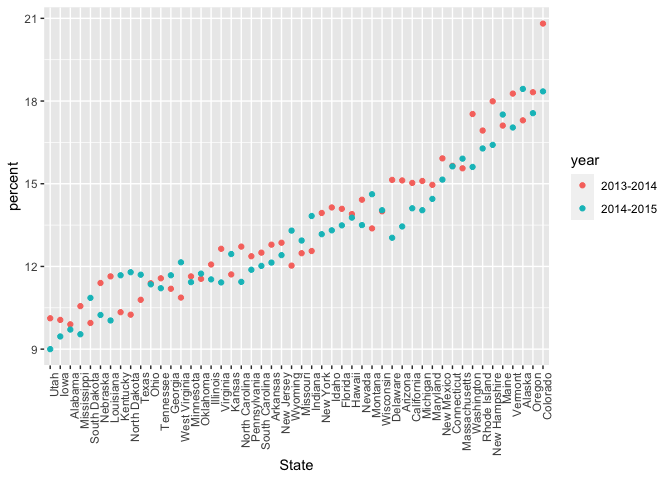 21
18
15
12
9
percent
Utah
Iowa
Alabama
Mississippi
South Dakota
Nebraska
Louisiana
Kentucky
North Dakota
Texas
Ohio
Tennessee
Georgia
West Virginia
Minnesota
Oklahoma
Illinois
Virginia
Kansas
North Carolina
Pennsylvania
South Carolina
Arkansas
New Jersey
Wyoming
Missouri
Indiana
New York
Idaho
Florida
Hawaii
Nevada
Montana
Wisconsin
Delaware
Arizona
California
Michigan
Maryland
New Mexico
Connecticut
Massachusetts
Washington
Rhode Island
New Hampshire
Maine
Vermont
Alaska
Oregon
Colorado
State
year
2013-2014
2014-2015